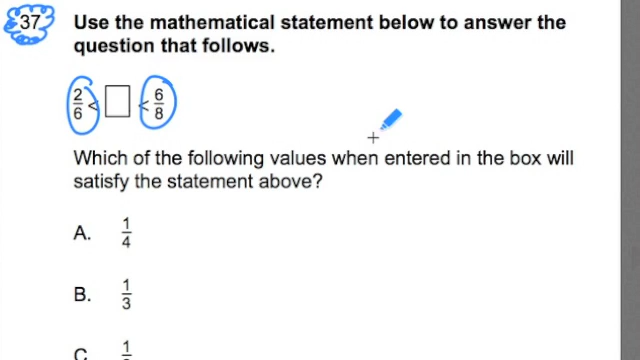 37 Use the mathematical statement below to answer the
question that follows.
2/6 < □ < 6/8
Which of the following values when entered in the box will
satisfy the statement above?
A. 1/4
B. 1/3
C. 1